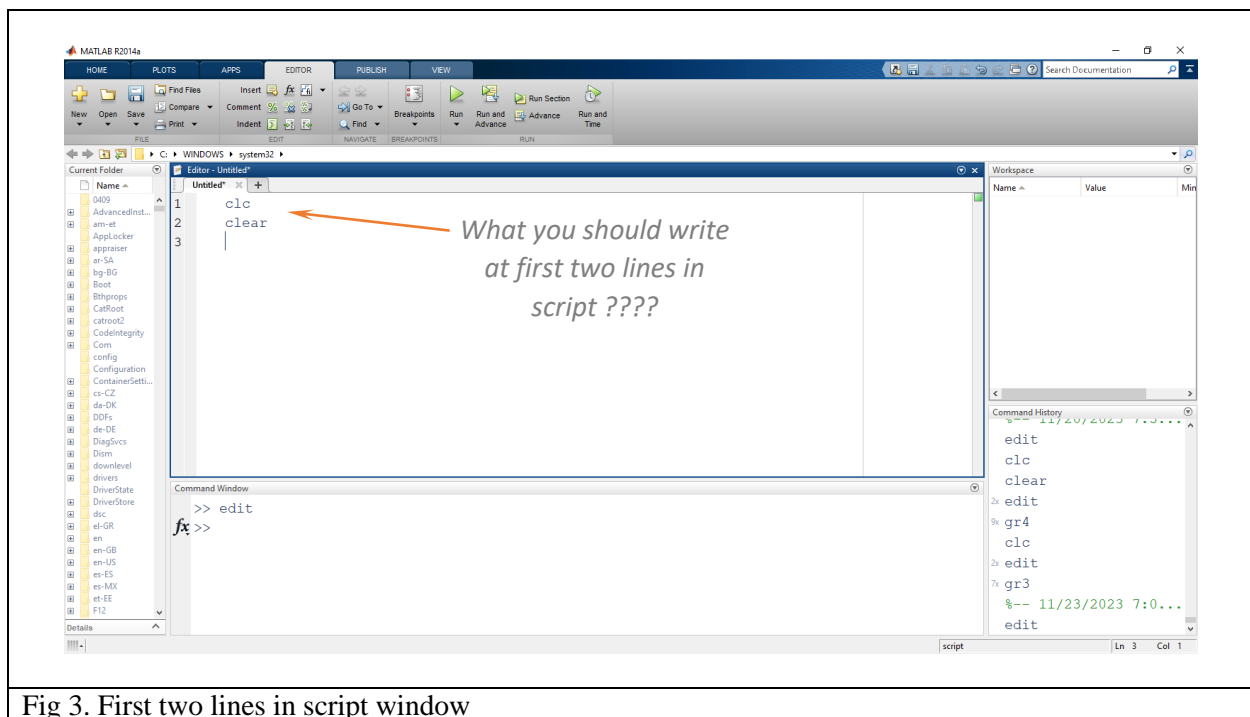 MATLAB R2014a
HOME PLOTS APPS EDITOR PUBLISH VIEW
Search Documentation
New Open Save
Find Files
Compare
Print
Insert fx
Comment
Indent
Go To
Find
Breakpoints
Run
Run and Advance
Run Section
Advance
Run and Time
FILE EDIT NAVIGATE BREAKPOINTS RUN
C: WINDOWS system32
Current Folder
Name
0409
AdvancedInst...
am-et
AppLocker
appraiser
ar-SA
bg-BG
Boot
Bthprops
CatRoot
catroot2
CodeIntegrity
Com
config
Configuration
ContainerSetti...
cs-CZ
da-DK
DDFs
de-DE
DiagSvcs
Dism
downlevel
drivers
DriverState
DriverStore
dsc
el-GR
en
en-GB
en-US
es-ES
es-MX
et-EE
F12
Details
Editor - Untitled*
Untitled* × +
1 clc
2 clear
3
What you should write
at first two lines in
script ????
Command Window
>> edit
fx >>
Workspace
Name Value Min
Command History
%-- 11/20/2023 7:3...
edit
clc
clear
2x edit
9x gr4
clc
2x edit
7x gr3
%-- 11/23/2023 7:0...
edit
script Ln 3 Col 1
Fig 3. First two lines in script window